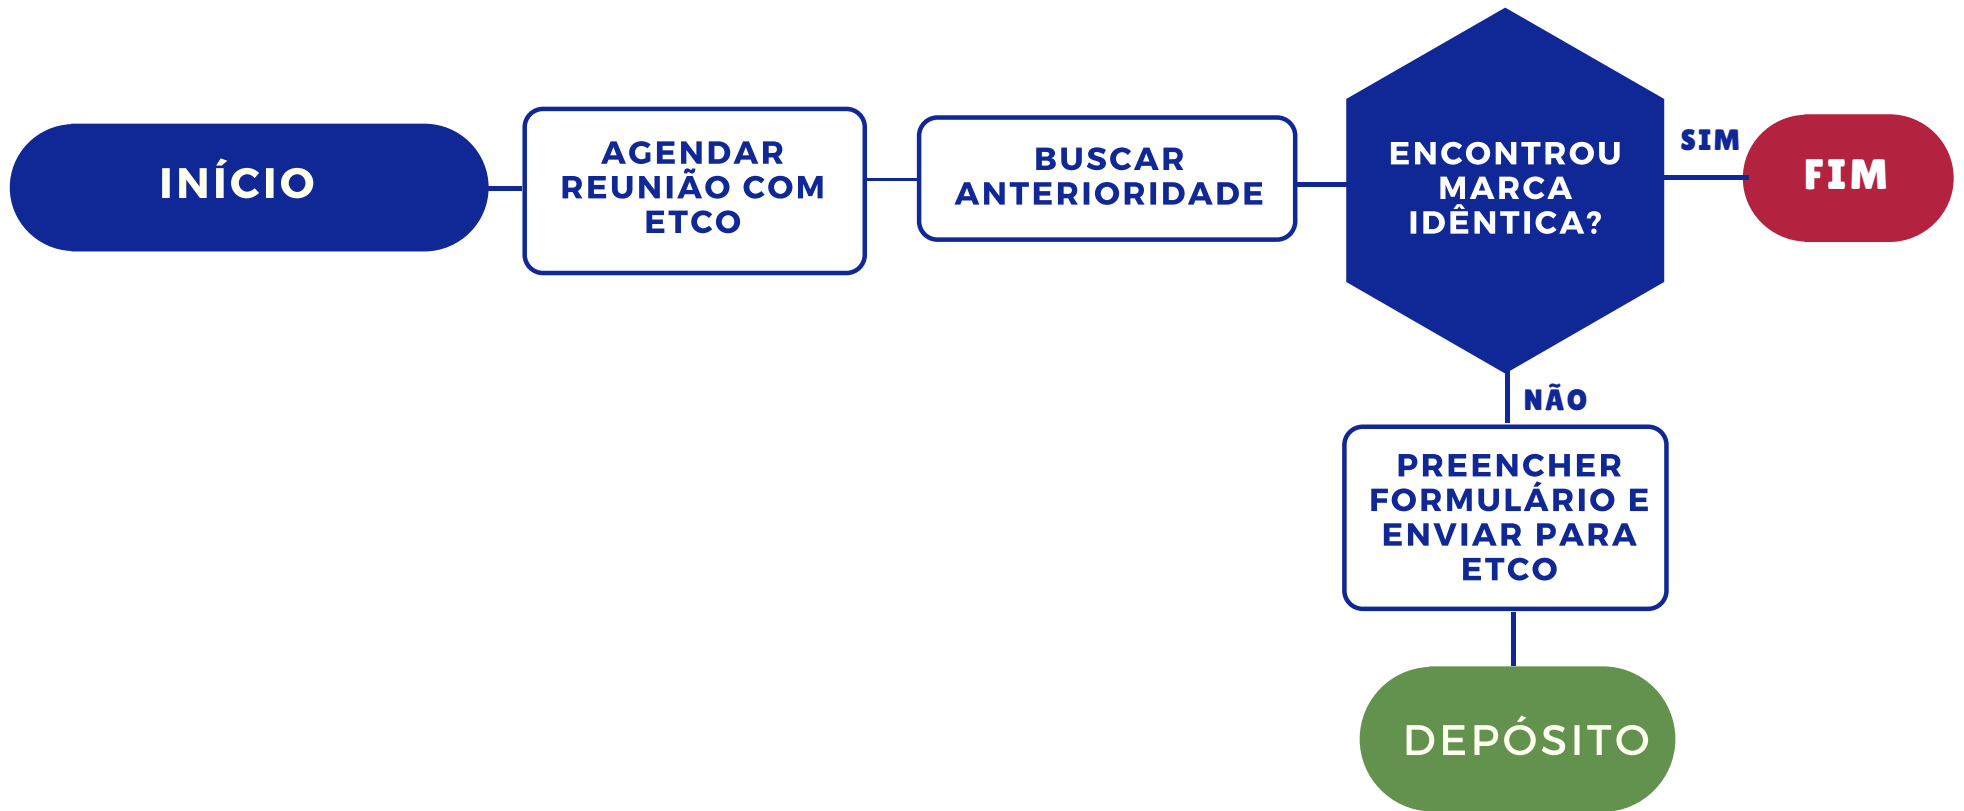 INÍCIO
AGENDAR
REUNIÃO COM
ETCO
BUSCAR
ANTERIORIDADE
ENCONTROU
MARCA
IDÊNTICA?
SIM
FIM
NÃO
PREENCHER
FORMULÁRIO E
ENVIAR PARA
ETCO
DEPÓSITO